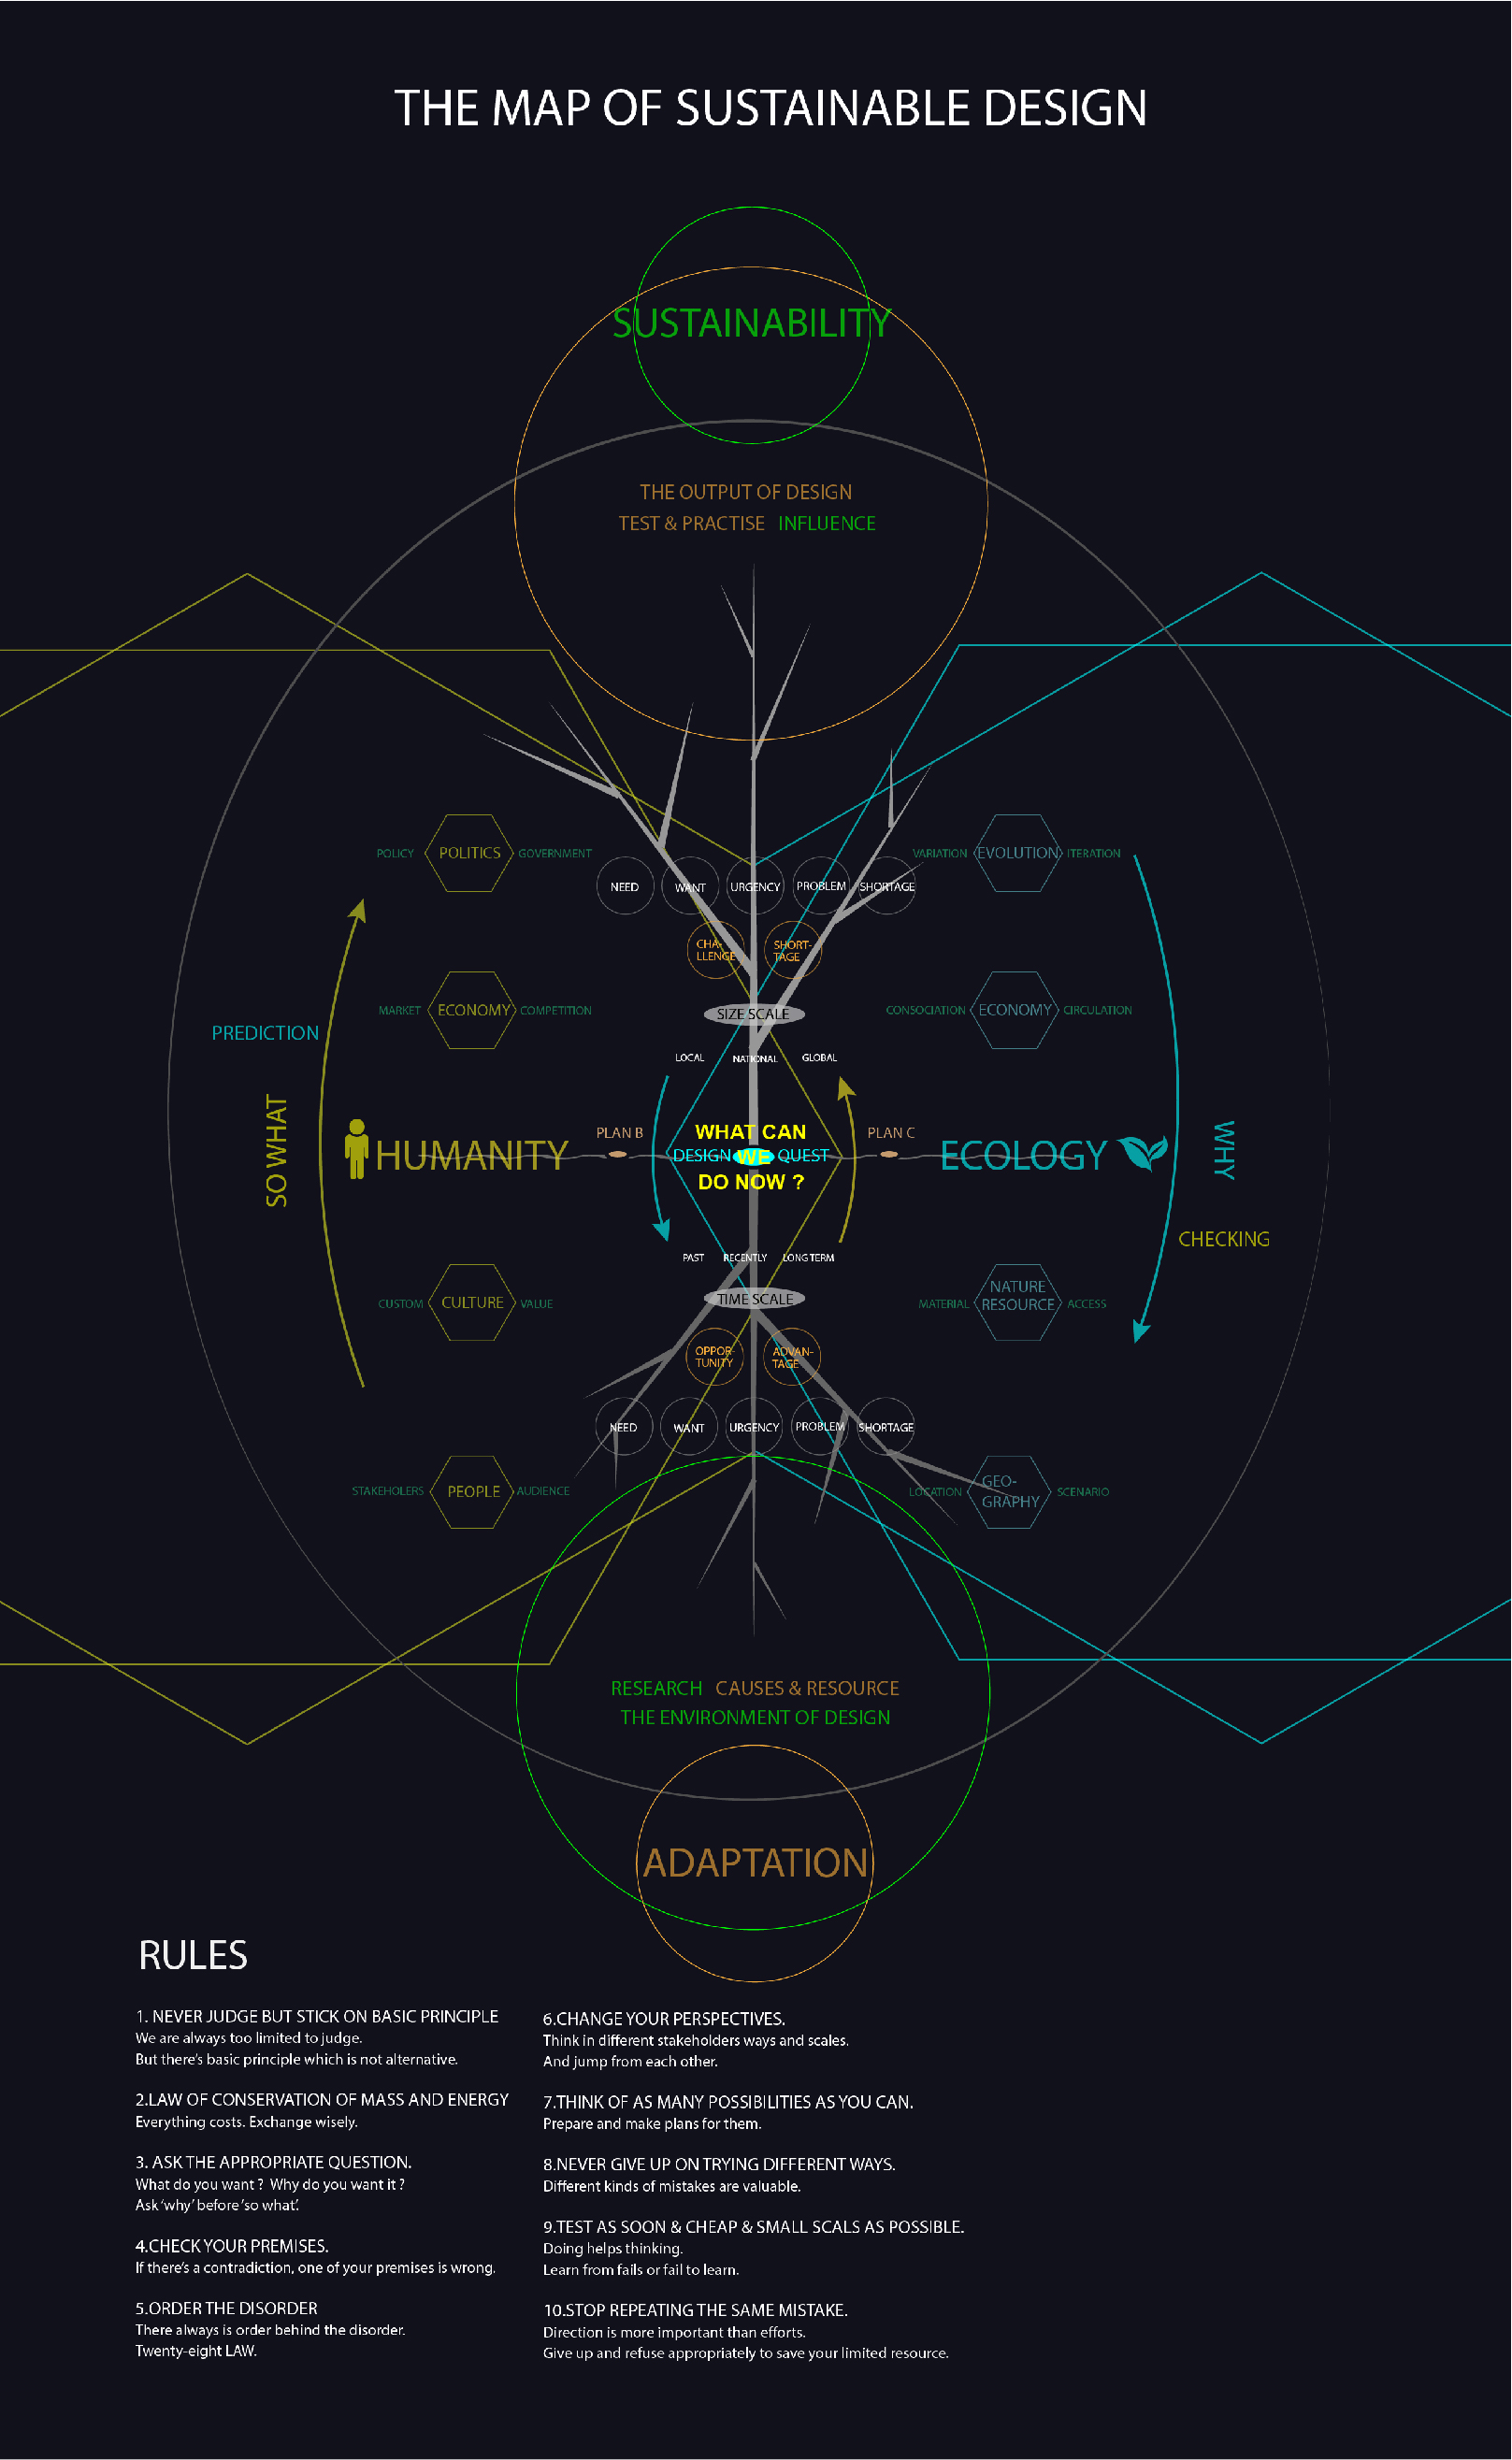 THE MAP OF SUSTAINABLE DESIGN
SUSTAINABILITY
THE OUTPUT OF DESIGN
TEST & PRACTISE INFLUENCE
POLICY POLITICS GOVERNMENT
VARIATION EVOLUTION ITERATION
NEED WANT URGENCY PROBLEM SHORTAGE
CHA-
LLENGE
SHORT-
TAGE
MARKET ECONOMY COMPETITION
SIZE SCALE
CONSOCIATION ECONOMY CIRCULATION
PREDICTION
LOCAL NATIONAL GLOBAL
SO WHAT
HUMANITY
PLAN B
WHAT CAN
DESIGN WE QUEST
DO NOW ?
PLAN C
ECOLOGY
WHY
CHECKING
PAST RECENTLY LONG TERM
CUSTOM CULTURE VALUE
TIME SCALE
MATERIAL NATURE
RESOURCE ACCESS
OPPOR-
TUNITY
ADVAN-
TAGE
NEED WANT URGENCY PROBLEM SHORTAGE
STAKEHOLERS PEOPLE AUDIENCE
LOCATION GEO-
GRAPHY SCENARIO
RESEARCH CAUSES & RESOURCE
THE ENVIRONMENT OF DESIGN
ADAPTATION
RULES
1. NEVER JUDGE BUT STICK ON BASIC PRINCIPLE
We are always too limited to judge.
But there's basic principle which is not alternative.
2.LAW OF CONSERVATION OF MASS AND ENERGY
Everything costs. Exchange wisely.
3. ASK THE APPROPRIATE QUESTION.
What do you want ? Why do you want it ?
Ask 'why' before 'so what'.
4.CHECK YOUR PREMISES.
If there's a contradiction, one of your premises is wrong.
5.ORDER THE DISORDER
There always is order behind the disorder.
Twenty-eight LAW.
6.CHANGE YOUR PERSPECTIVES.
Think in different stakeholders ways and scales.
And jump from each other.
7.THINK OF AS MANY POSSIBILITIES AS YOU CAN.
Prepare and make plans for them.
8.NEVER GIVE UP ON TRYING DIFFERENT WAYS.
Different kinds of mistakes are valuable.
9.TEST AS SOON & CHEAP & SMALL SCALS AS POSSIBLE.
Doing helps thinking.
Learn from fails or fail to learn.
10.STOP REPEATING THE SAME MISTAKE.
Direction is more important than efforts.
Give up and refuse appropriately to save your limited resource.